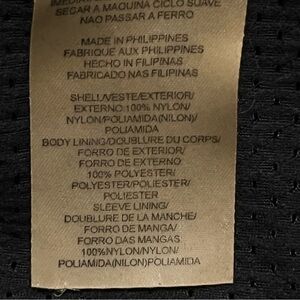 SECAR A MAQUINA CICLO SUAVE
NAO PASSAR A FERRO
MADE IN PHILIPPINES
FABRIQUE AUX PHILIPPINES
HECHO IN FILIPINAS
FABRICADO NAS FILIPINAS
SHELL/VESTE/EXTERIOR/
EXTERNO:100% NYLON/
NYLON/POLIAMIDA(NILON)/
POLIAMIDA
BODY LINING/DOUBLURE DU CORPS/
FORRO DE EXTERIOR/
FORRO DE EXTERNO
100% POLYESTER/
POLYESTER/POLIESTER/
POLIESTER
SLEEVE LINING/
DOUBLURE DE LA MANCHE/
FORRO DE MANGA/
FORRO DAS MANGAS
100%NYLON/NYLON/
POLIAMIDA(NILON)POLIAMIDA